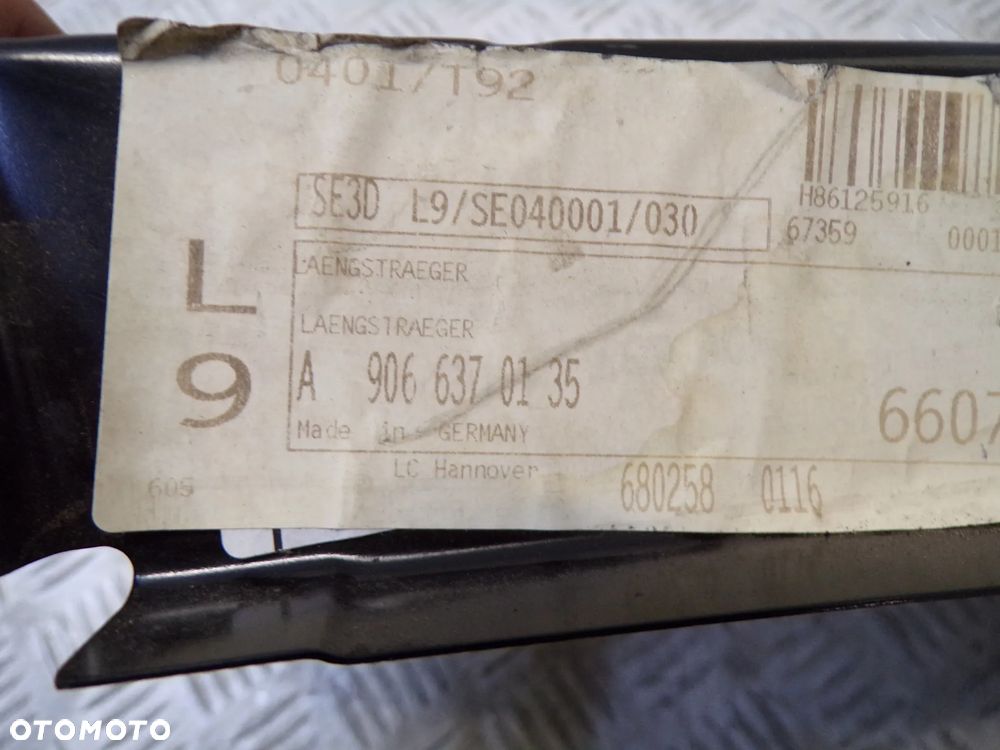 0401/T92
H86125916
67359 0001
SE3D L9/SE040001/030
L
9
LAENGSTRAEGER
LAENGSTRAEGER
A 906 637 01 35
6607
Made in GERMANY
LC Hannover
680258 0116
605
OTOMOTO